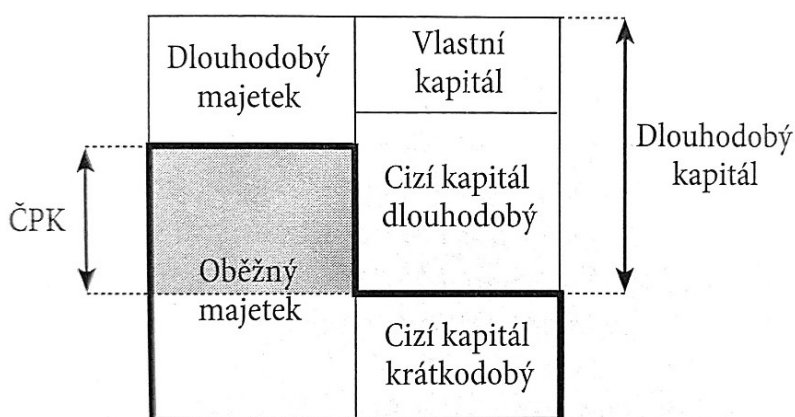 Dlouhodobý
majetek
Vlastní
kapitál
Dlouhodobý
kapitál
Cizí kapitál
dlouhodobý
ČPK
Oběžný
majetek
Cizí kapitál
krátkodobý